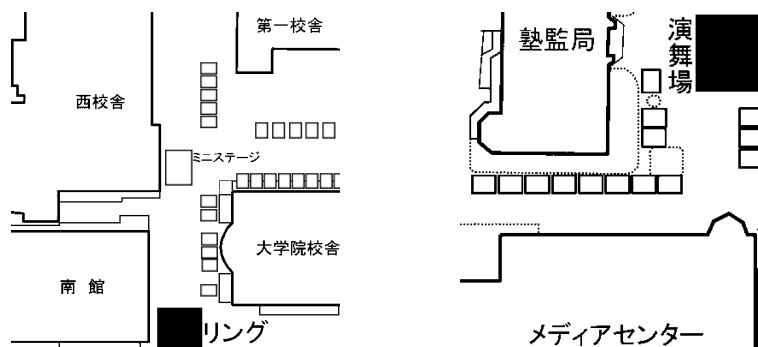 第一校舎
西校舎
ミニステージ
大学院校舎
南 館
リング
塾監局
演舞場
メディアセンター